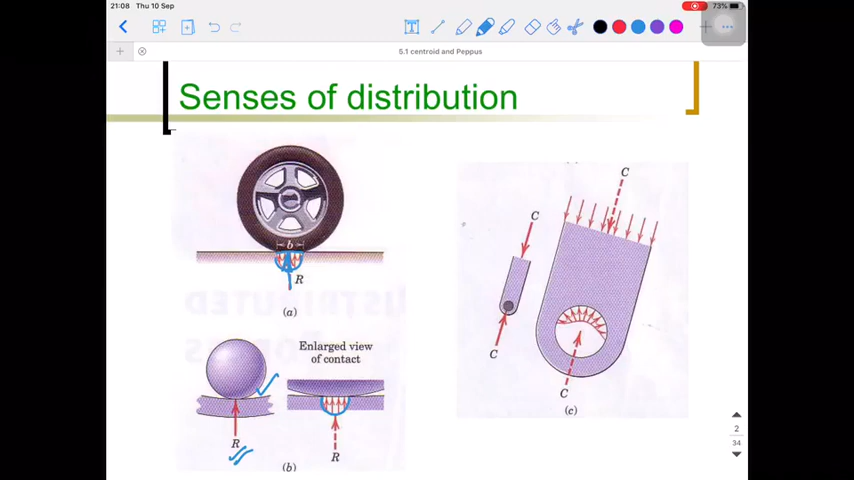 21:08 Thu 10 Sep
73%
5.1 centroid and Peppus
Senses of distribution
b
R
(a)
Enlarged view
of contact
R
R
(b)
C
C
C
C
(c)
2
34